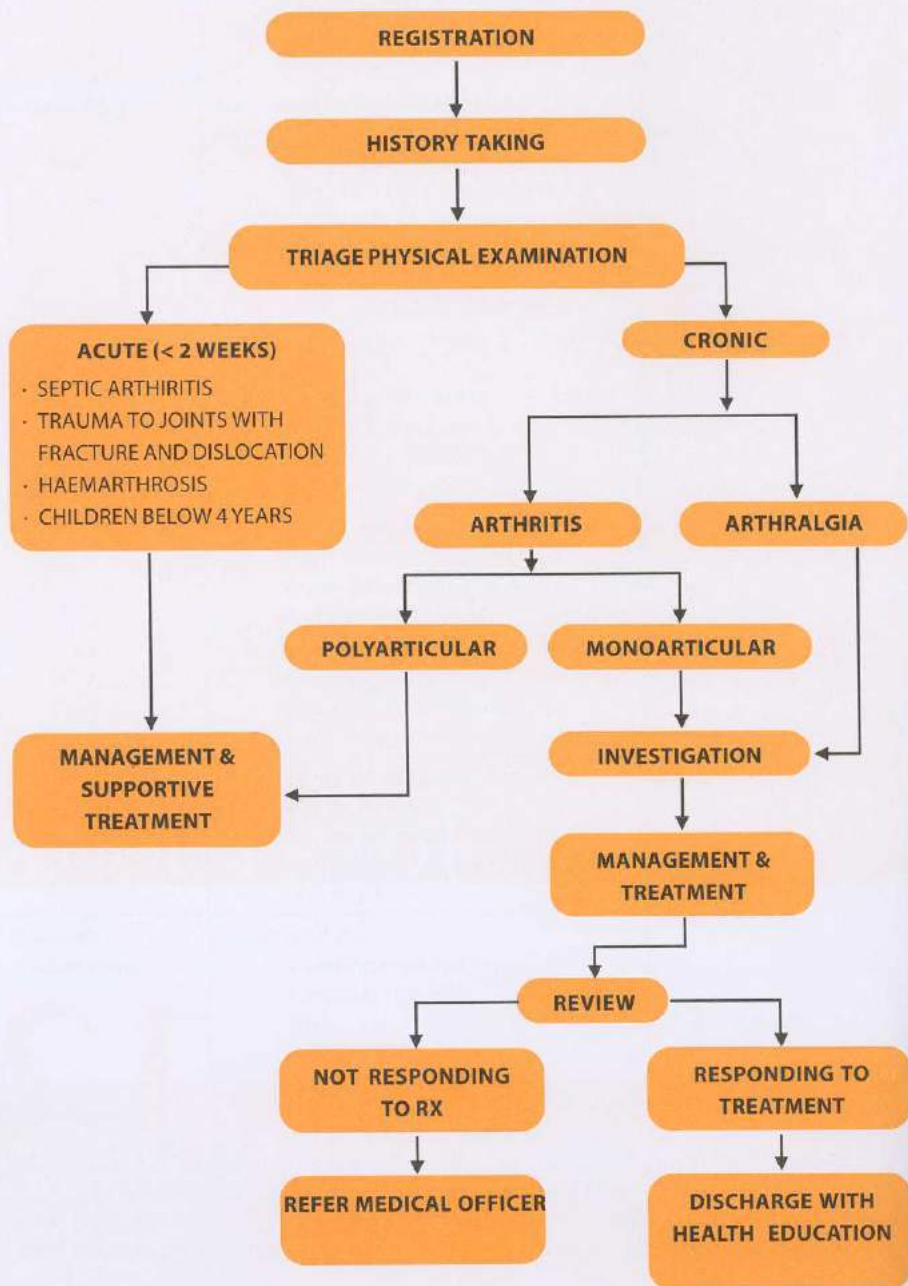 REGISTRATION
HISTORY TAKING
TRIAGE PHYSICAL EXAMINATION
ACUTE (< 2 WEEKS)
· SEPTIC ARTHIRITIS
· TRAUMA TO JOINTS WITH
FRACTURE AND DISLOCATION
· HAEMARTHROSIS
· CHILDREN BELOW 4 YEARS
CRONIC
ARTHRITIS
ARTHRALGIA
POLYARTICULAR
MONOARTICULAR
MANAGEMENT &
SUPPORTIVE
TREATMENT
INVESTIGATION
MANAGEMENT &
TREATMENT
REVIEW
NOT RESPONDING
TO RX
RESPONDING TO
TREATMENT
REFER MEDICAL OFFICER
DISCHARGE WITH
HEALTH EDUCATION